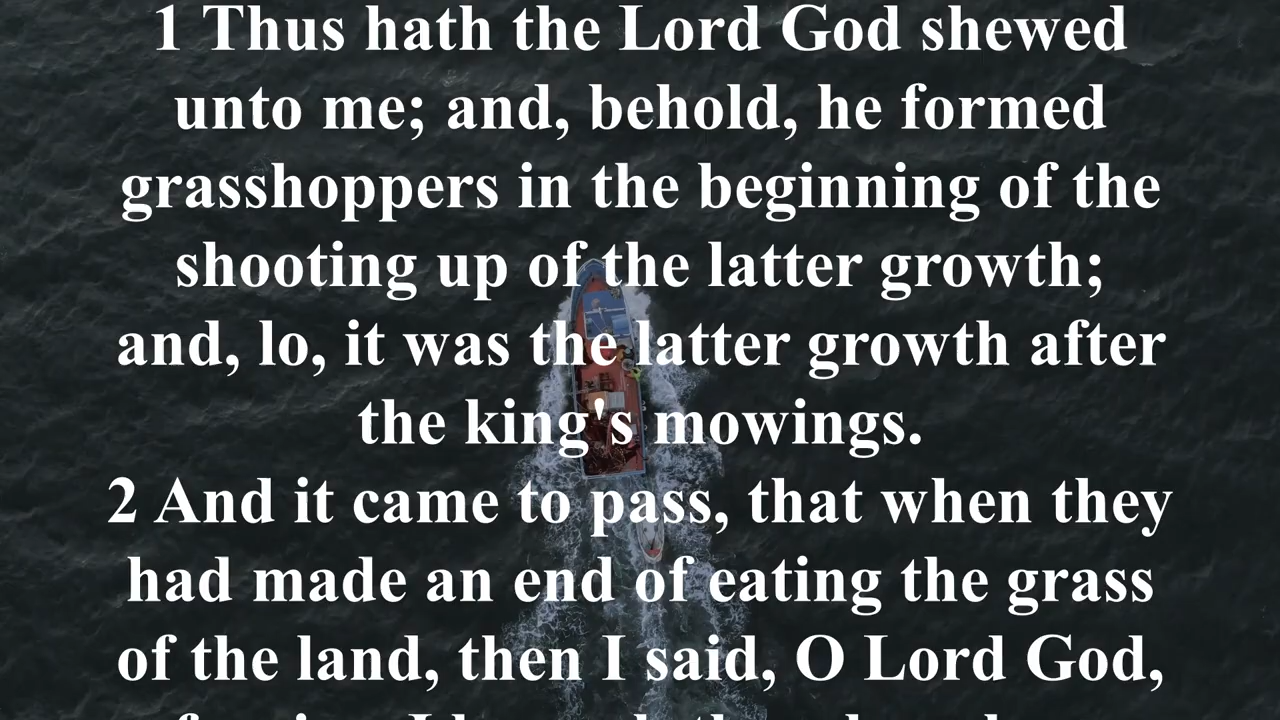 1 Thus hath the Lord God shewed
unto me; and, behold, he formed
grasshoppers in the beginning of the
shooting up of the latter growth;
and, lo, it was the latter growth after
the king's mowings.
2 And it came to pass, that when they
had made an end of eating the grass
of the land, then I said, O Lord God,